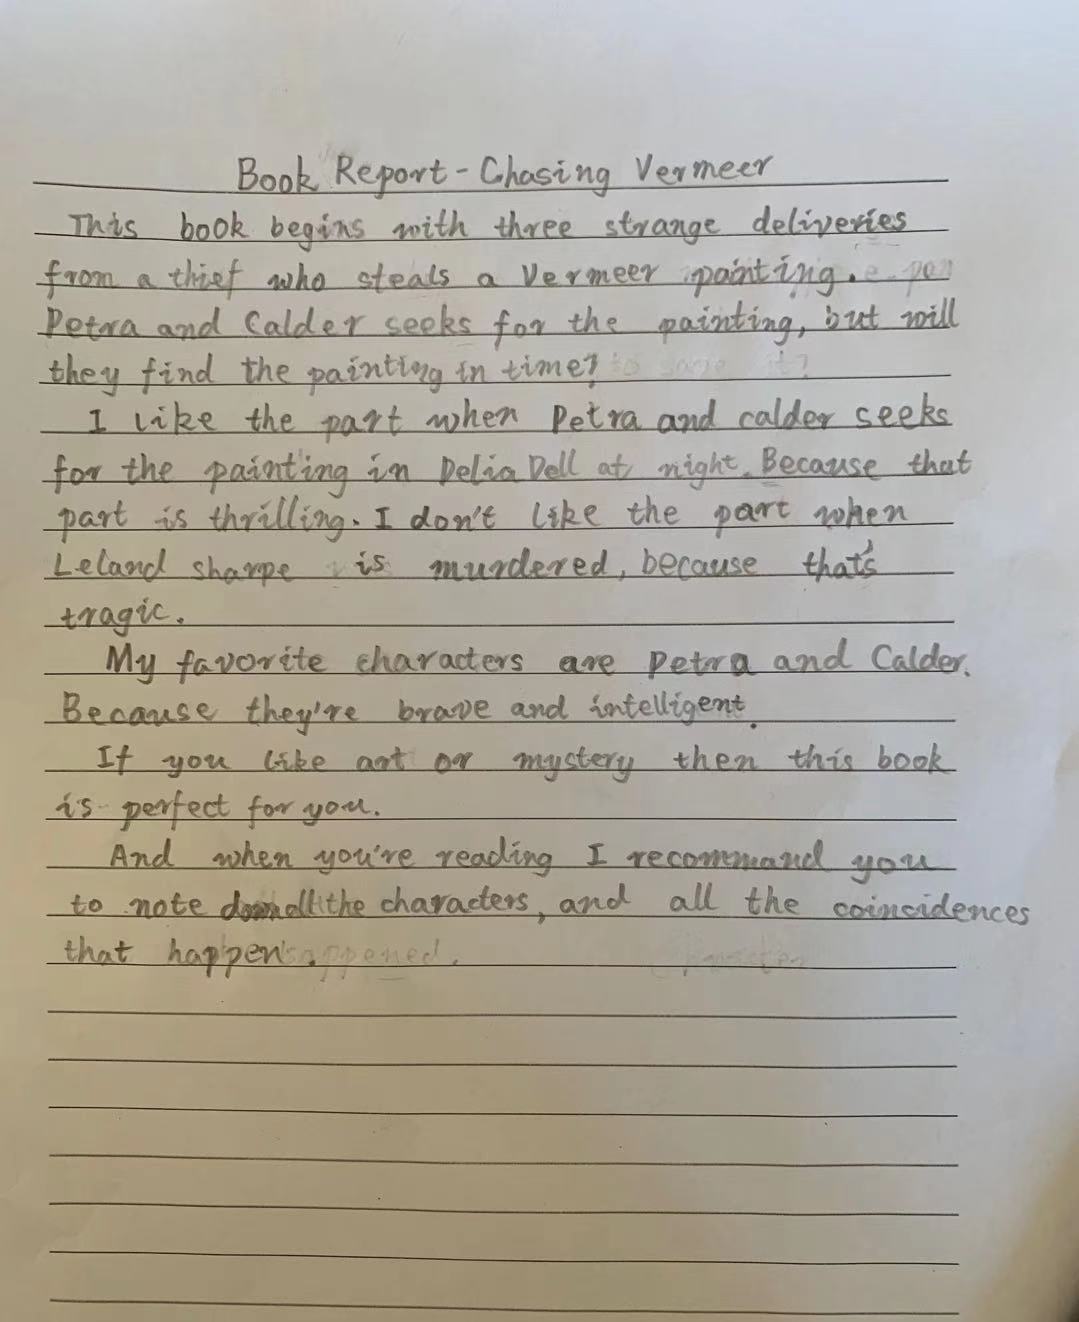 Book Report - Chasing Vermeer
This book begins with three strange deliveries
from a thief who steals a Vermeer painting.
Petra and Calder seeks for the painting, but will
they find the painting in time?
I like the part when Petra and calder seeks
for the painting in Delia Dell at night. Because that
part is thrilling. I don't like the part when
Leland sharpe is murdered, because that's
tragic.
My favorite characters are Petra and Calder.
Because they're brave and intelligent.
If you like art or mystery then this book
is perfect for you.
And when you're reading I recommand you
to note down all the characters, and all the coincidences
that happen.